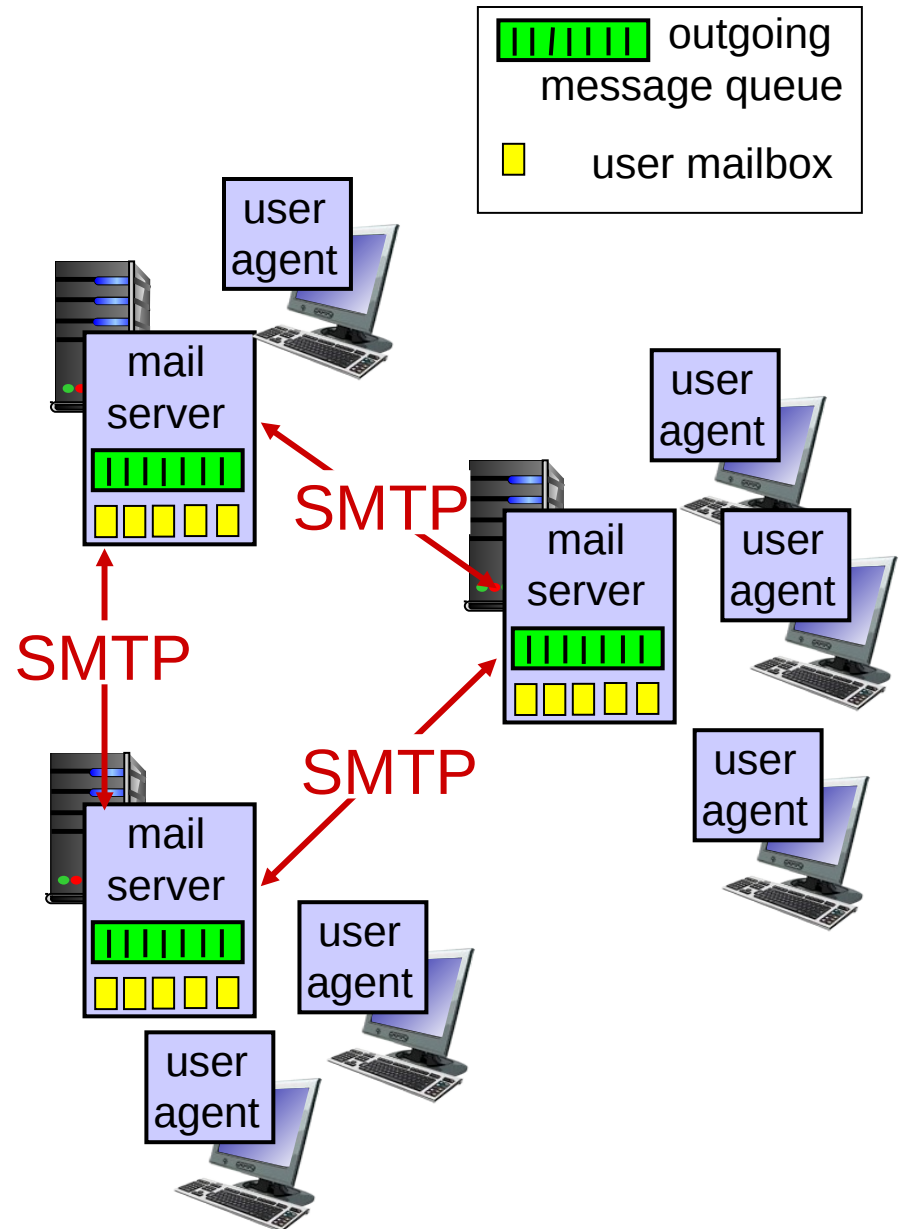 outgoing
message queue
user mailbox
user
agent
mail
server
user
agent
SMTP
mail
server
user
agent
SMTP
user
agent
SMTP
mail
server
user
agent
user
agent